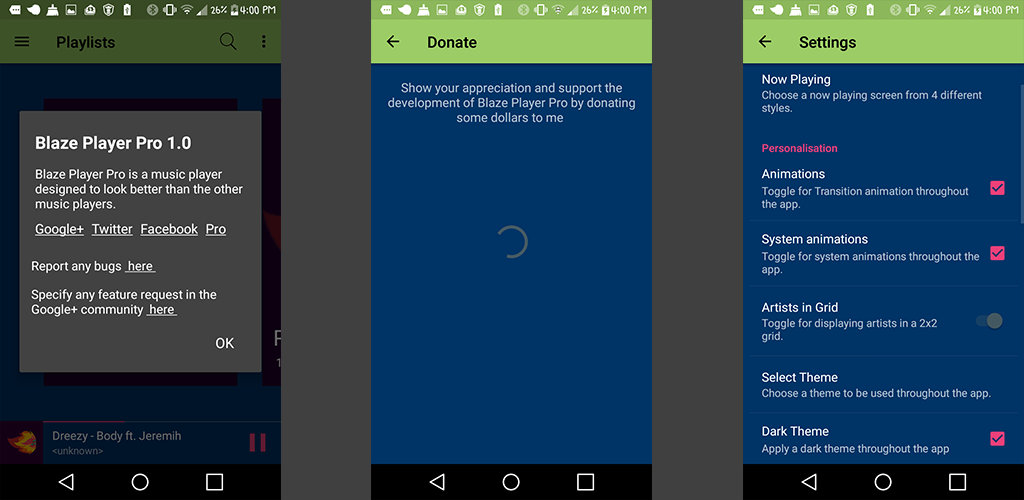 26% 4:00 PM
Playlists
Blaze Player Pro 1.0
Blaze Player Pro is a music player
designed to look better than the other
music players.
Google+ Twitter Facebook Pro
Report any bugs here
Specify any feature request in the
Google+ community here
OK
F
1
Dreezy - Body ft. Jeremih
<unknown>
26% 4:00 PM
Donate
Show your appreciation and support the
development of Blaze Player Pro by donating
some dollars to me
26% 4:00 PM
Settings
Now Playing
Choose a now playing screen from 4 different
styles.
Personalisation
Animations
Toggle for Transition animation throughout
the app.
System animations
Toggle for system animations throughout the
app.
Artists in Grid
Toggle for displaying artists in a 2x2
grid.
Select Theme
Choose a theme to be used throughout the app.
Dark Theme
Apply a dark theme throughout the app